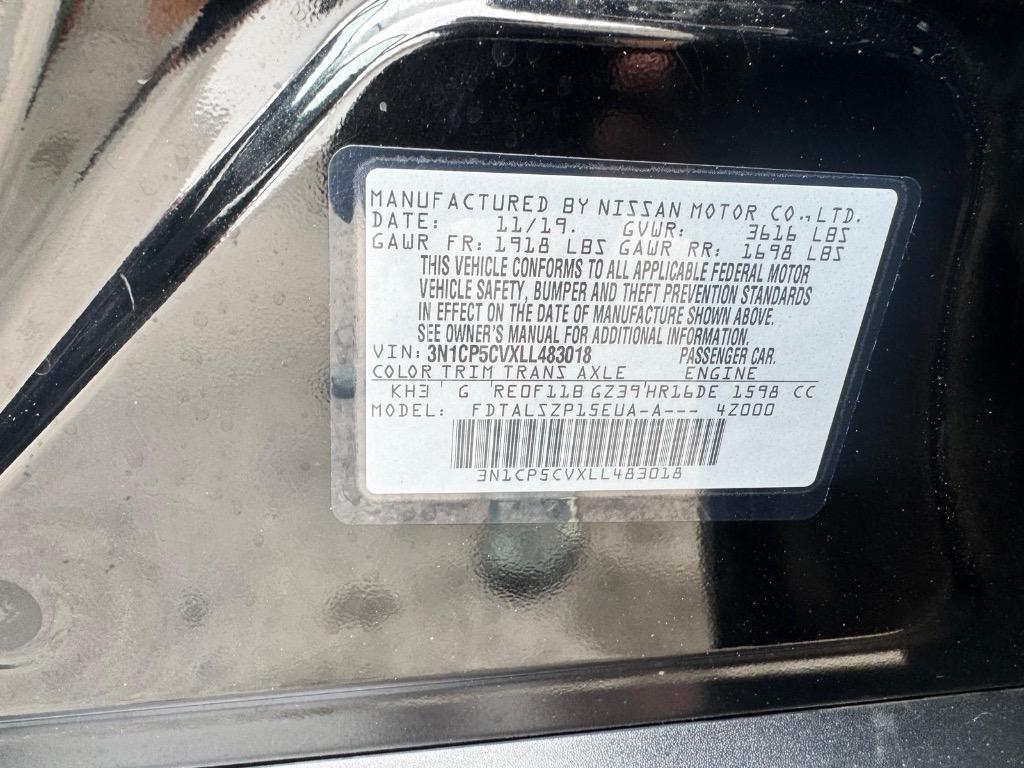 MANUFACTURED BY NISSAN MOTOR CO., LTD.
DATE: 11/19. GVWR: 3616 LBS
GAWR FR: 1918 LBS GAWR RR: 1698 LBS
THIS VEHICLE CONFORMS TO ALL APPLICABLE FEDERAL MOTOR
VEHICLE SAFETY, BUMPER AND THEFT PREVENTION STANDARDS
IN EFFECT ON THE DATE OF MANUFACTURE SHOWN ABOVE.
SEE OWNER'S MANUAL FOR ADDITIONAL INFORMATION.
VIN: 3N1CP5CVXLL483018 PASSENGER CAR.
COLOR TRIM TRANS AXLE ENGINE
KH3 ' G 'RE0F11B GZ39'HR16DE 1598 CC
MODEL: FDTALSZP15EUA-A--- 4Z000
3N1CP5CVXLL483018